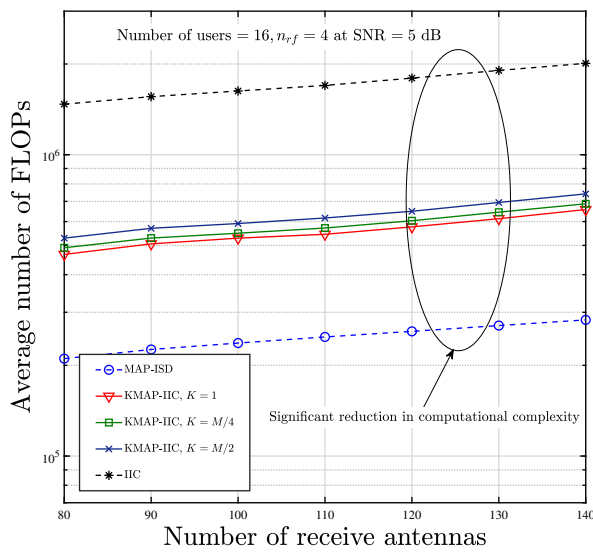 Number of users = 16, n_rf = 4 at SNR = 5 dB
Average number of FLOPs
10^6
10^5
MAP-ISD
KMAP-IIC, K = 1
KMAP-IIC, K = M/4
KMAP-IIC, K = M/2
IIC
Significant reduction in computational complexity
80 90 100 110 120 130 140
Number of receive antennas